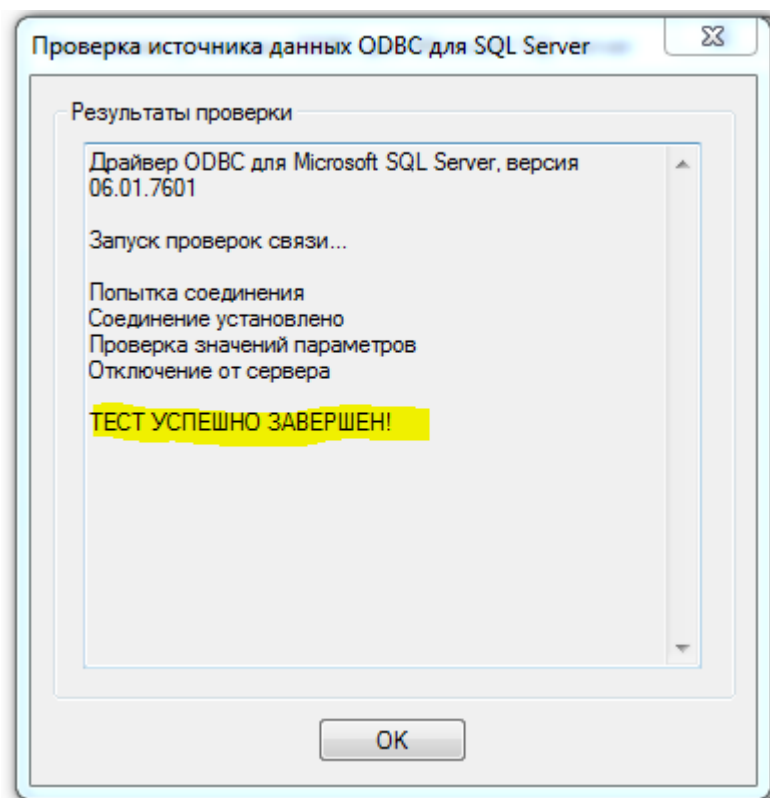 Проверка источника данных ODBC для SQL Server
Результаты проверки
Драйвер ODBC для Microsoft SQL Server, версия
06.01.7601
Запуск проверок связи...
Попытка соединения
Соединение установлено
Проверка значений параметров
Отключение от сервера
ТЕСТ УСПЕШНО ЗАВЕРШЕН!
ОК